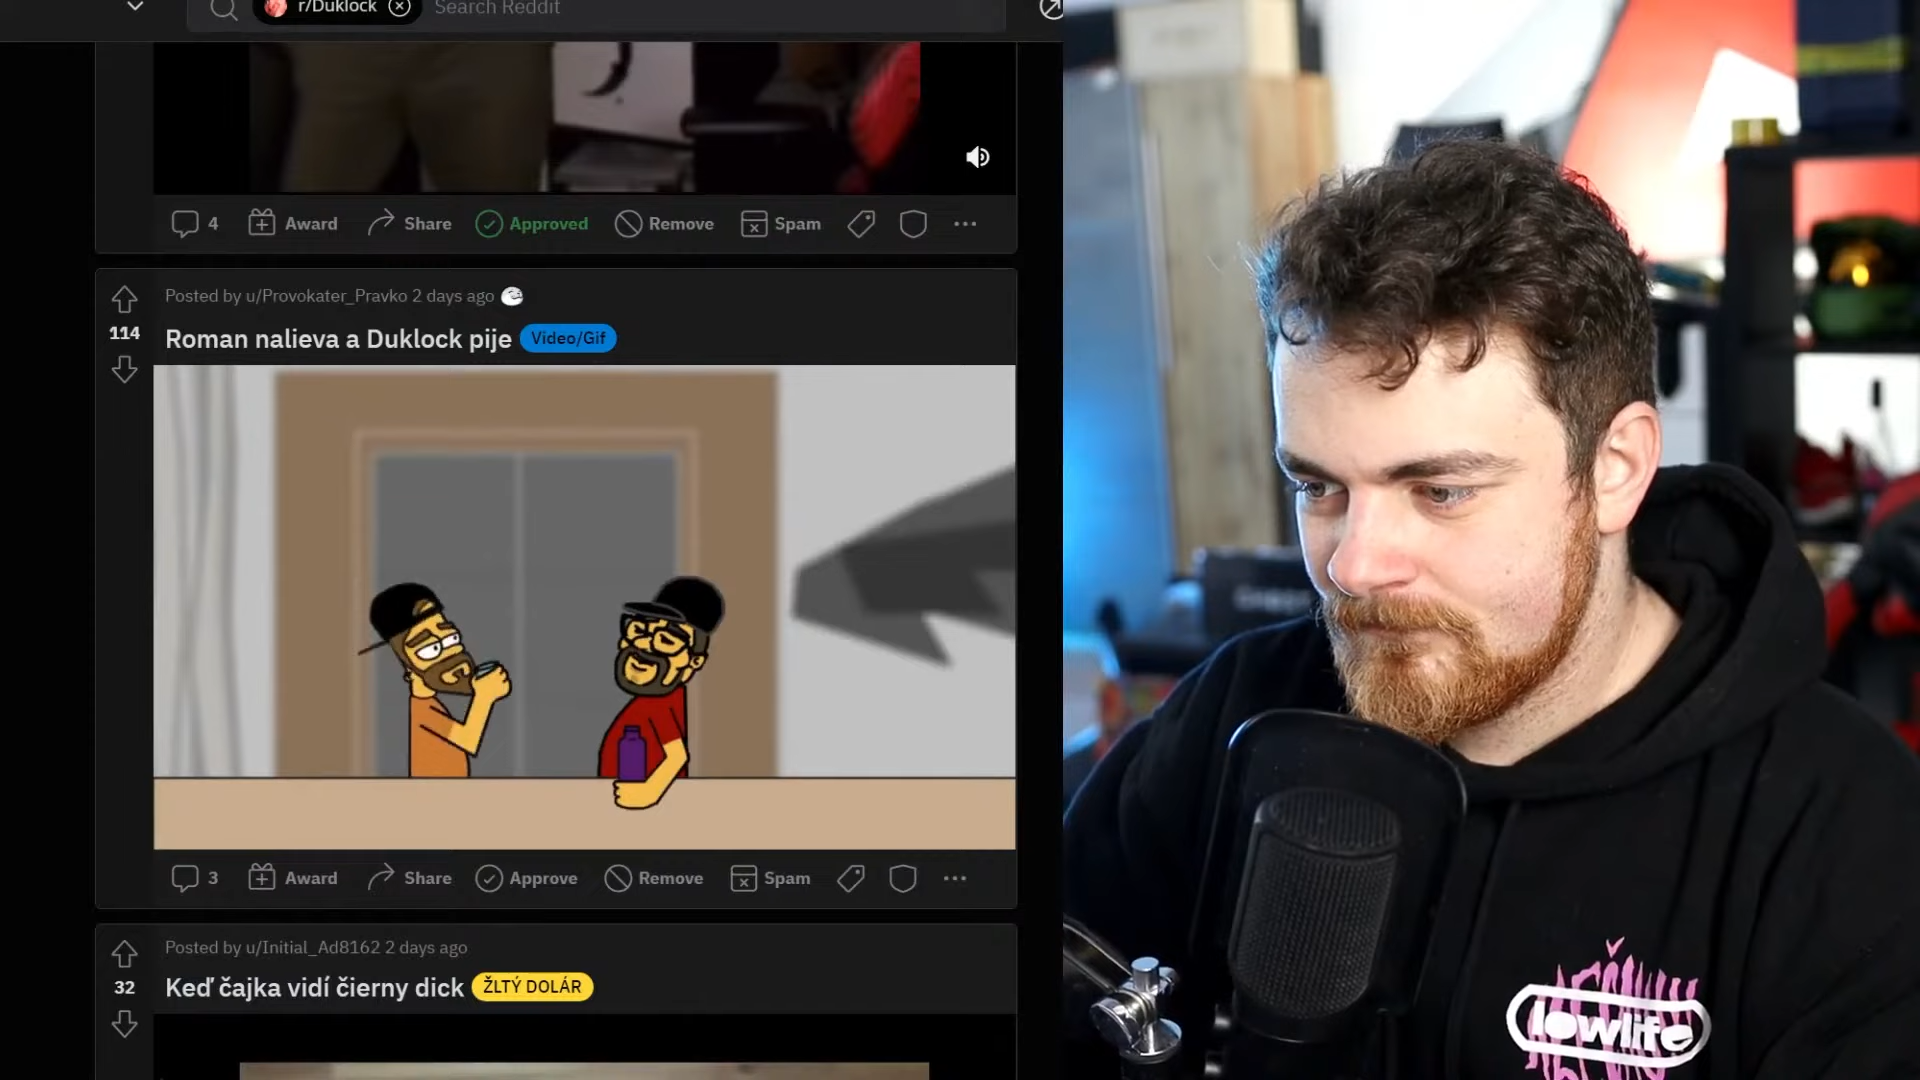 r/Duklock
Search Reddit
4
Award
Share
Approved
Remove
Spam
Posted by u/Provokater_Pravko 2 days ago
114
Roman nalieva a Duklock pije
Video/Gif
3
Award
Share
Approve
Remove
Spam
Posted by u/Initial_Ad8162 2 days ago
32
Keď čajka vidí čierny dick
ŽLTÝ DOLÁR
lowlife